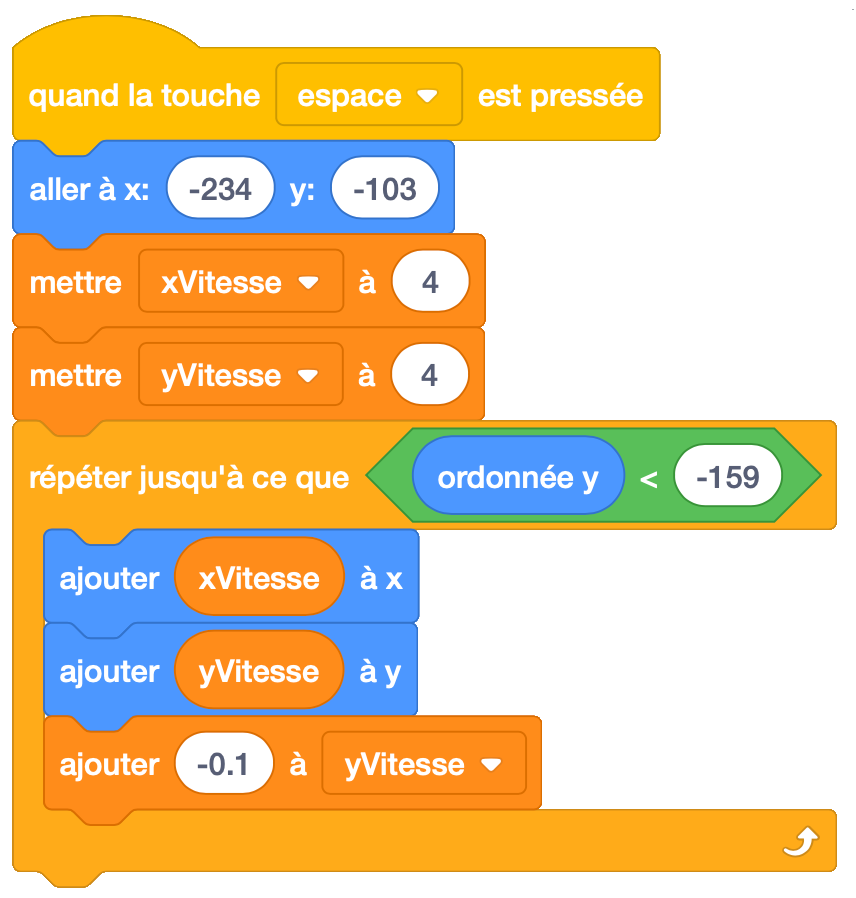 quand la touche espace est pressée
aller à x: -234 y: -103
mettre xVitesse à 4
mettre yVitesse à 4
répéter jusqu'à ce que ordonnée y < -159
ajouter xVitesse à x
ajouter yVitesse à y
ajouter -0.1 à yVitesse